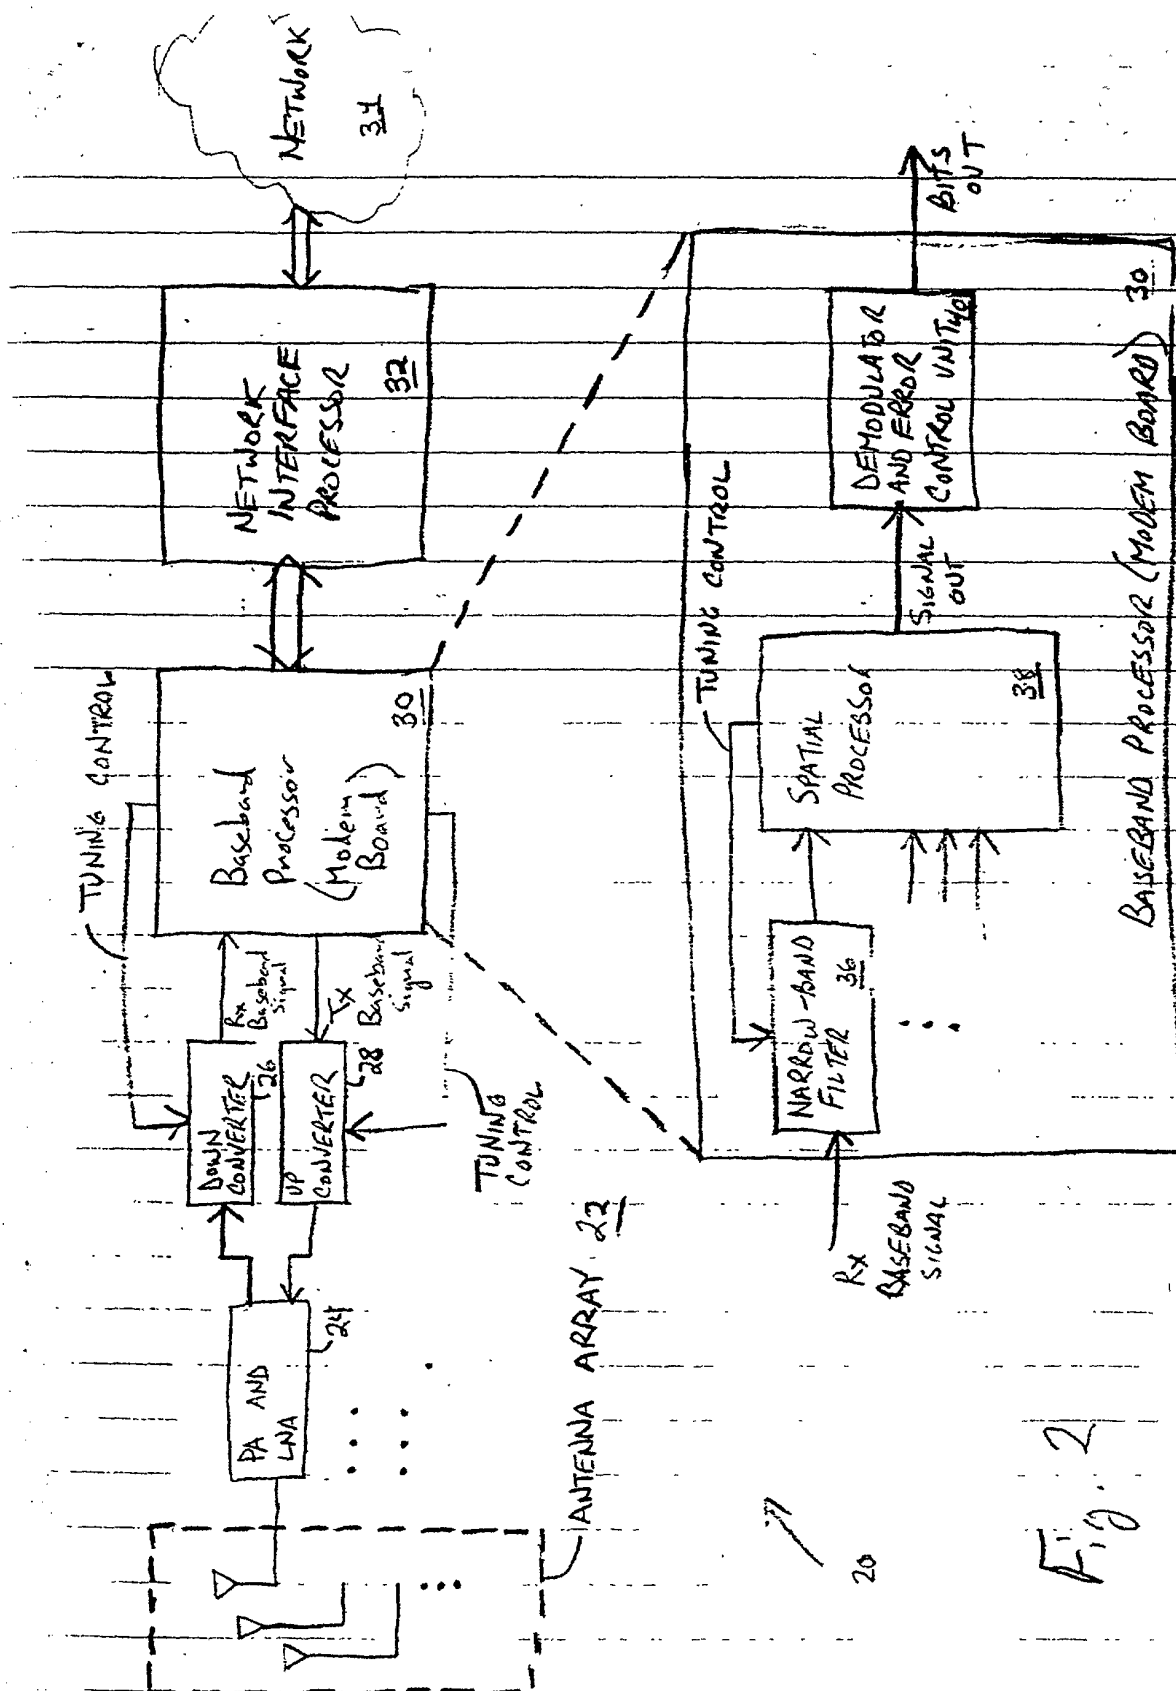 TUNING CONTROL
NETWORK
34
NETWORK
INTERFACE
PROCESSOR
32
Baseband
Processor
(Modem
Board)
30
Rx
Baseband
Signal
Tx
Baseband
Signal
DOWN
CONVERTER
26
UP
CONVERTER
28
TUNING
CONTROL
PA AND
LNA
24
ANTENNA ARRAY 22
TUNING CONTROL
Rx
BASEBAND
SIGNAL
NARROW-BAND
FILTER
36
SPATIAL
PROCESSOR
38
SIGNAL
OUT
DEMODULATOR
AND ERROR
CONTROL UNIT 40
BITS
OUT
BASEBAND PROCESSOR (MODEM BOARD) 30
20
Fig. 2